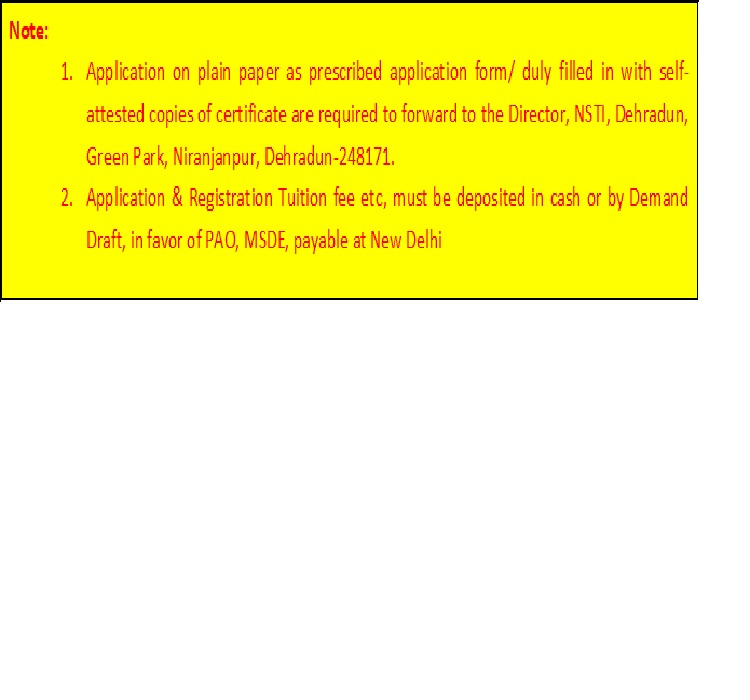 Note:
1. Application on plain paper as prescribed application form/ duly filled in with self-
attested copies of certificate are required to forward to the Director, NSTI, Dehradun,
Green Park, Niranjanpur, Dehradun-248171.
2. Application & Registration Tuition fee etc, must be deposited in cash or by Demand
Draft, in favor of PAO, MSDE, payable at New Delhi